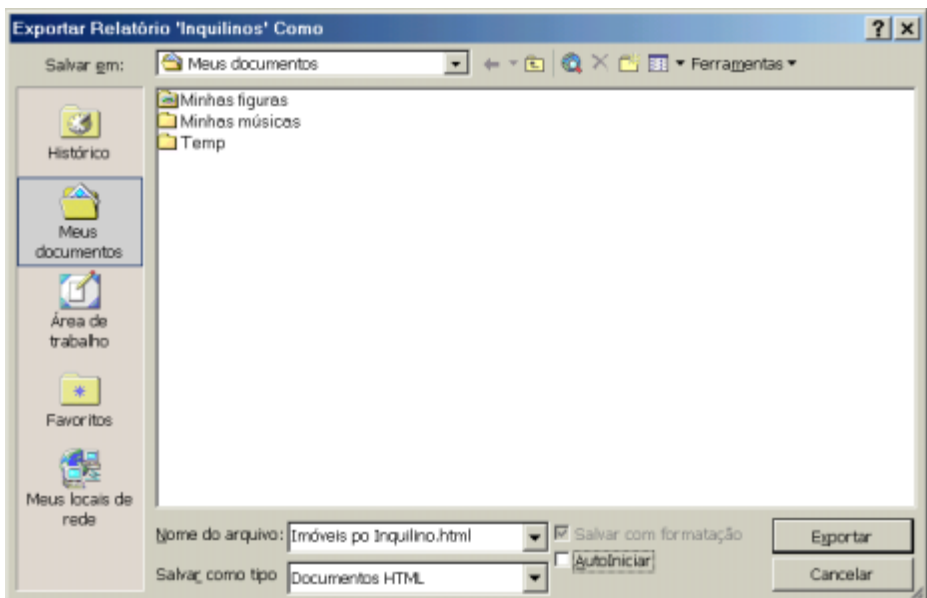 Exportar Relatório 'Inquilinos' Como
Salvar em:
Meus documentos
Ferramentas
Histórico
Meus
documentos
Área de
trabalho
Favoritos
Meus locais de
rede
Minhas figuras
Minhas músicas
Temp
Nome do arquivo:
Imóveis po Inquilino.html
Salvar com formatação
Exportar
Salvar como tipo
Documentos HTML
AutoIniciar
Cancelar